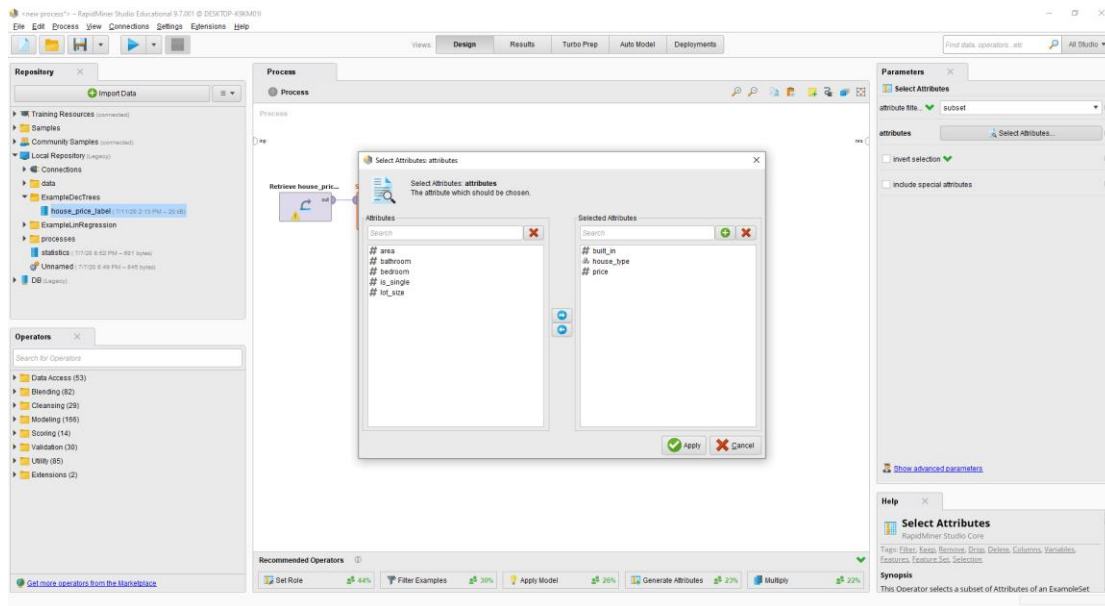 <new process*> – RapidMiner Studio Educational 9.7.001 @ DESKTOP-K9KM01I
File Edit Process View Connections Settings Extensions Help
Views: Design Results Turbo Prep Auto Model Deployments
Find data, operators...etc
All Studio
Repository
Import Data
Training Resources (connected)
Samples
Community Samples (connected)
Local Repository (Legacy)
Connections
data
ExampleDecTrees
house_price_label
ExampleLinRegression
processes
statistics
Unnamed
DB (Legacy)
Operators
Search for Operators
Data Access (53)
Blending (82)
Cleansing (29)
Modeling (166)
Scoring (14)
Validation (30)
Utility (85)
Extensions (2)
Get more operators from the Marketplace
Process
Process
Process
inp
res
Retrieve house_pric...
out
Select Attributes: attributes
Select Attributes: attributes
The attribute which should be chosen.
Attributes
Search
area
bathroom
bedroom
is_single
lot_size
Selected Attributes
Search
built_in
house_type
price
Apply
Cancel
Recommended Operators
Set Role 44%
Filter Examples 30%
Apply Model 26%
Generate Attributes 23%
Multiply 22%
Parameters
Select Attributes
attribute filte... subset
attributes Select Attributes...
invert selection
include special attributes
Show advanced parameters
Help
Select Attributes
RapidMiner Studio Core
Tags: Filter, Keep, Remove, Drop, Delete, Columns, Variables,
Features, Feature Set, Selection
Synopsis
This Operator selects a subset of Attributes of an ExampleSet